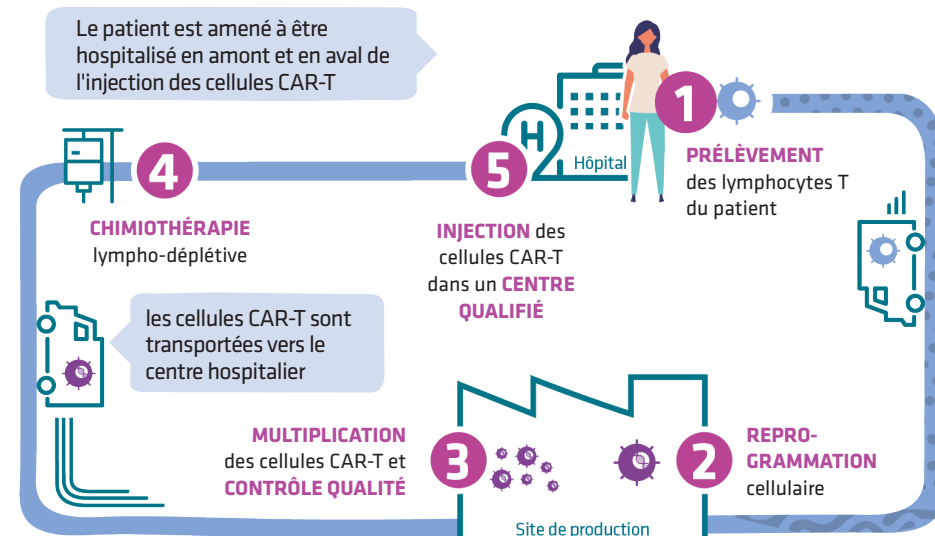 Le patient est amené à être
hospitalisé en amont et en aval de
l'injection des cellules CAR-T
1
PRÉLÈVEMENT
des lymphocytes T
du patient
H
Hôpital
5
INJECTION des
cellules CAR-T
dans un CENTRE
QUALIFIÉ
4
CHIMIOTHÉRAPIE
lympho-déplétive
les cellules CAR-T sont
transportées vers le
centre hospitalier
MULTIPLICATION
des cellules CAR-T et
CONTRÔLE QUALITÉ
3
2
REPRO-
GRAMMATION
cellulaire
Site de production